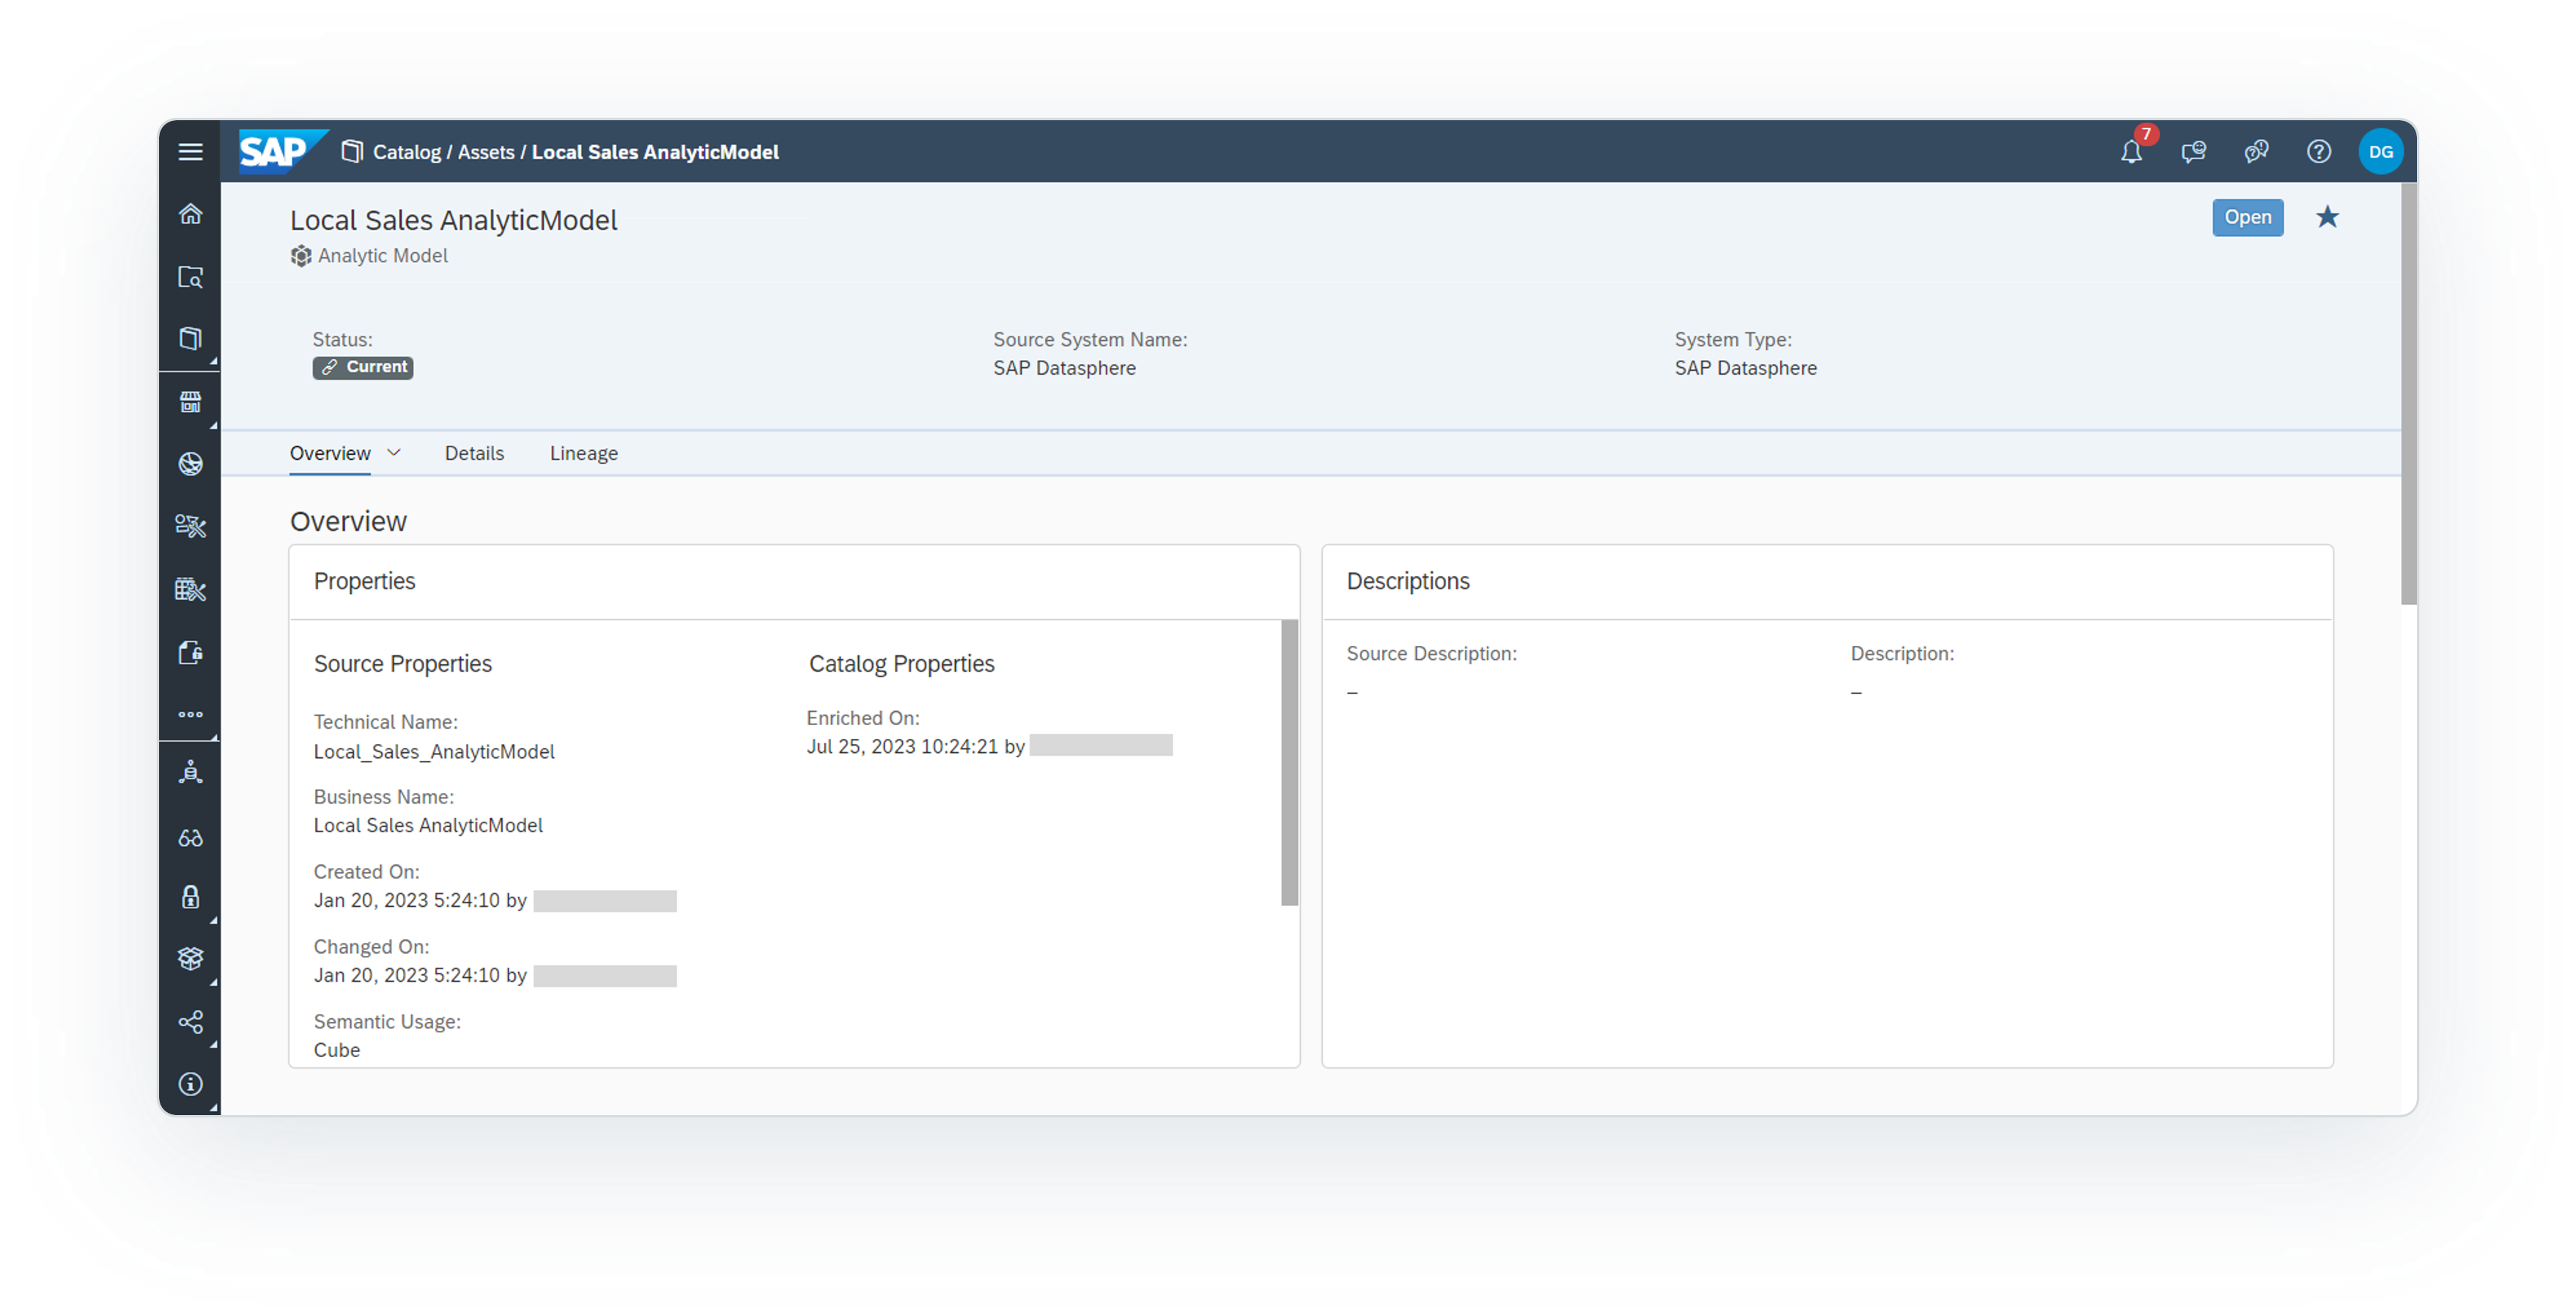 SAP Catalog / Assets / Local Sales AnalyticModel 7 DG
Local Sales AnalyticModel Open
Analytic Model
Status: Source System Name: System Type:
Current SAP Datasphere SAP Datasphere
Overview Details Lineage
Overview
Properties Descriptions
Source Properties Catalog Properties
Source Description: Description:
– –
Technical Name: Enriched On:
Local_Sales_AnalyticModel Jul 25, 2023 10:24:21 by
Business Name:
Local Sales AnalyticModel
Created On:
Jan 20, 2023 5:24:10 by
Changed On:
Jan 20, 2023 5:24:10 by
Semantic Usage:
Cube